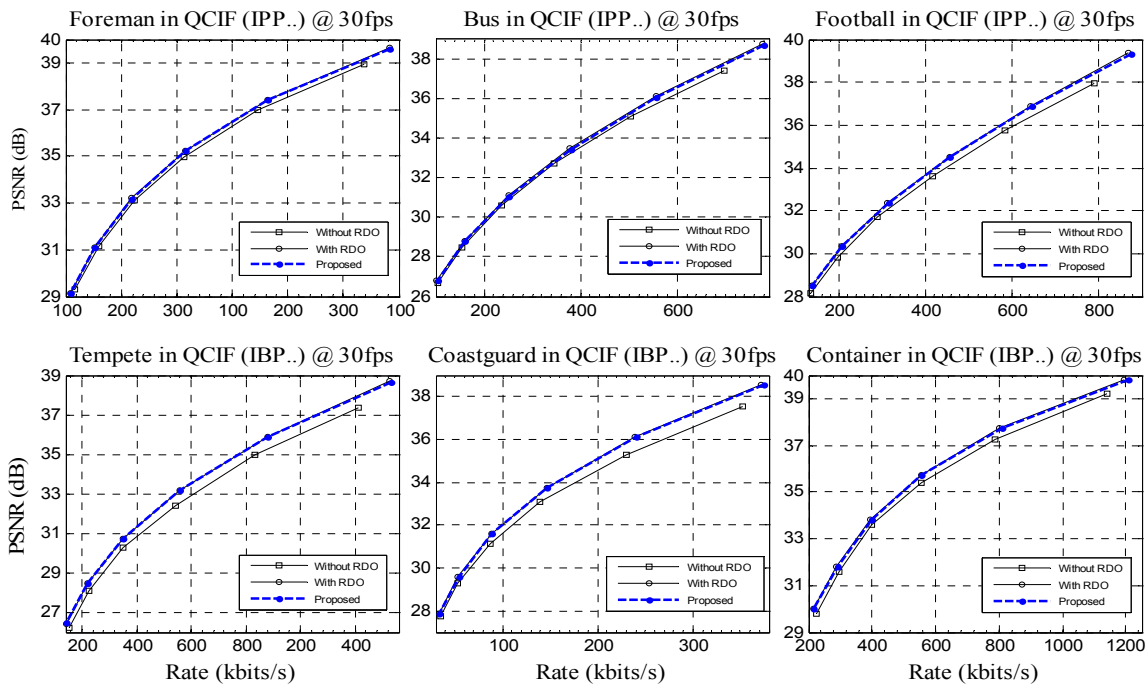 Foreman in QCIF (IPP..) @ 30fps
Bus in QCIF (IPP..) @ 30fps
Football in QCIF (IPP..) @ 30fps
40
39
37
35
33
31
29
PSNR (dB)
100 200 300 100 200 100
Without RDO
With RDO
Proposed
38
36
34
32
30
28
26
200 400 600
Without RDO
With RDO
Proposed
40
38
36
34
32
30
28
200 400 600 800
Without RDO
With RDO
Proposed
Tempete in QCIF (IBP..) @ 30fps
Coastguard in QCIF (IBP..) @ 30fps
Container in QCIF (IBP..) @ 30fps
39
37
35
33
31
29
27
PSNR (dB)
200 400 600 800 200 400
Rate (kbits/s)
Without RDO
With RDO
Proposed
38
36
34
32
30
28
100 200 300
Rate (kbits/s)
Without RDO
With RDO
Proposed
40
39
37
35
33
31
29
200 400 600 800 1000 1200
Rate (kbits/s)
Without RDO
With RDO
Proposed